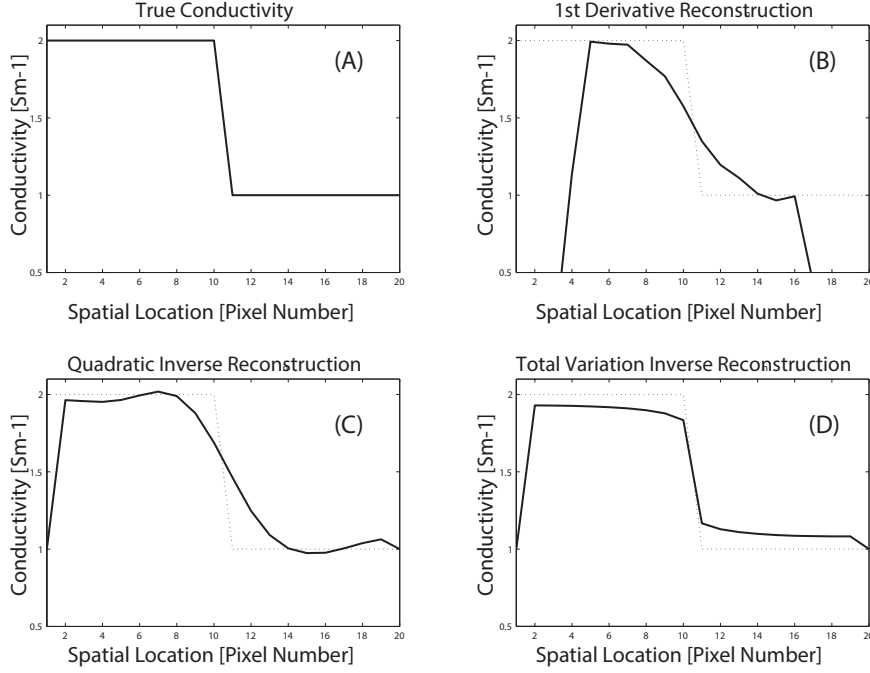 True Conductivity
(A)
Conductivity [Sm-1]
2
1.5
1
0.5
2 4 6 8 10 12 14 16 18 20
Spatial Location [Pixel Number]
1st Derivative Reconstruction
(B)
Conductivity [Sm-1]
2
1.5
1
0.5
2 4 6 8 10 12 14 16 18 20
Spatial Location [Pixel Number]
Quadratic Inverse Reconstruction
(C)
Conductivity [Sm-1]
2
1.5
1
0.5
2 4 6 8 10 12 14 16 18 20
Spatial Location [Pixel Number]
Total Variation Inverse Reconstruction
(D)
Conductivity [Sm-1]
2
1.5
1
0.5
2 4 6 8 10 12 14 16 18 20
Spatial Location [Pixel Number]